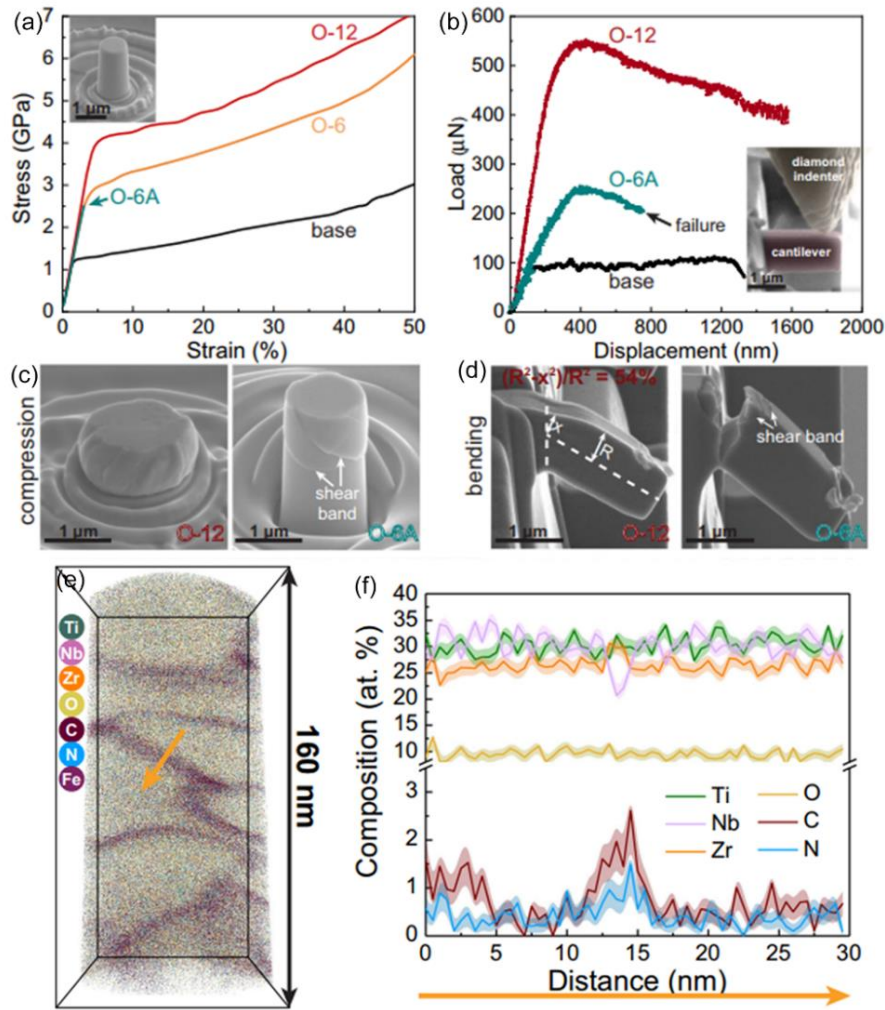 (a)
7
6
5
4
3
2
1
0
Stress (GPa)
1 µm
O-12
O-6
O-6A
base
0 10 20 30 40 50
Strain (%)
(b)
600
500
400
300
200
100
0
Load (µN)
O-12
O-6A
failure
base
diamond
indenter
cantilever
1 µm
0 400 800 1200 1600 2000
Displacement (nm)
(c)
compression
1 µm
O-12
shear
band
1 µm
O-6A
(d)
bending
(R²-x²)/R² = 54%
x
R
1 µm
O-12
shear band
1 µm
O-6A
(e)
Ti
Nb
Zr
O
C
N
Fe
160 nm
(f)
40
35
30
25
20
15
10
3
2
1
0
Composition (at. %)
Ti O
Nb C
Zr N
0 5 10 15 20 25 30
Distance (nm)